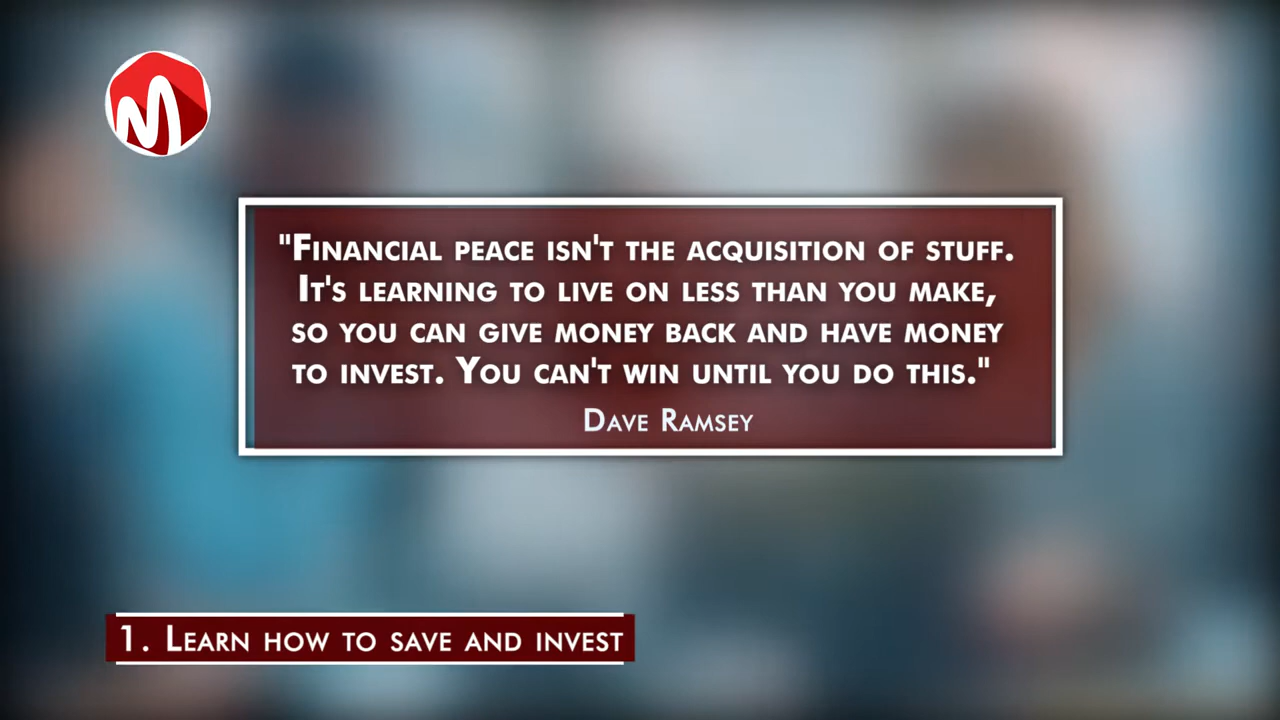 "Financial peace isn't the acquisition of stuff.
It's learning to live on less than you make,
so you can give money back and have money
to invest. You can't win until you do this."
Dave Ramsey
1. Learn how to save and invest